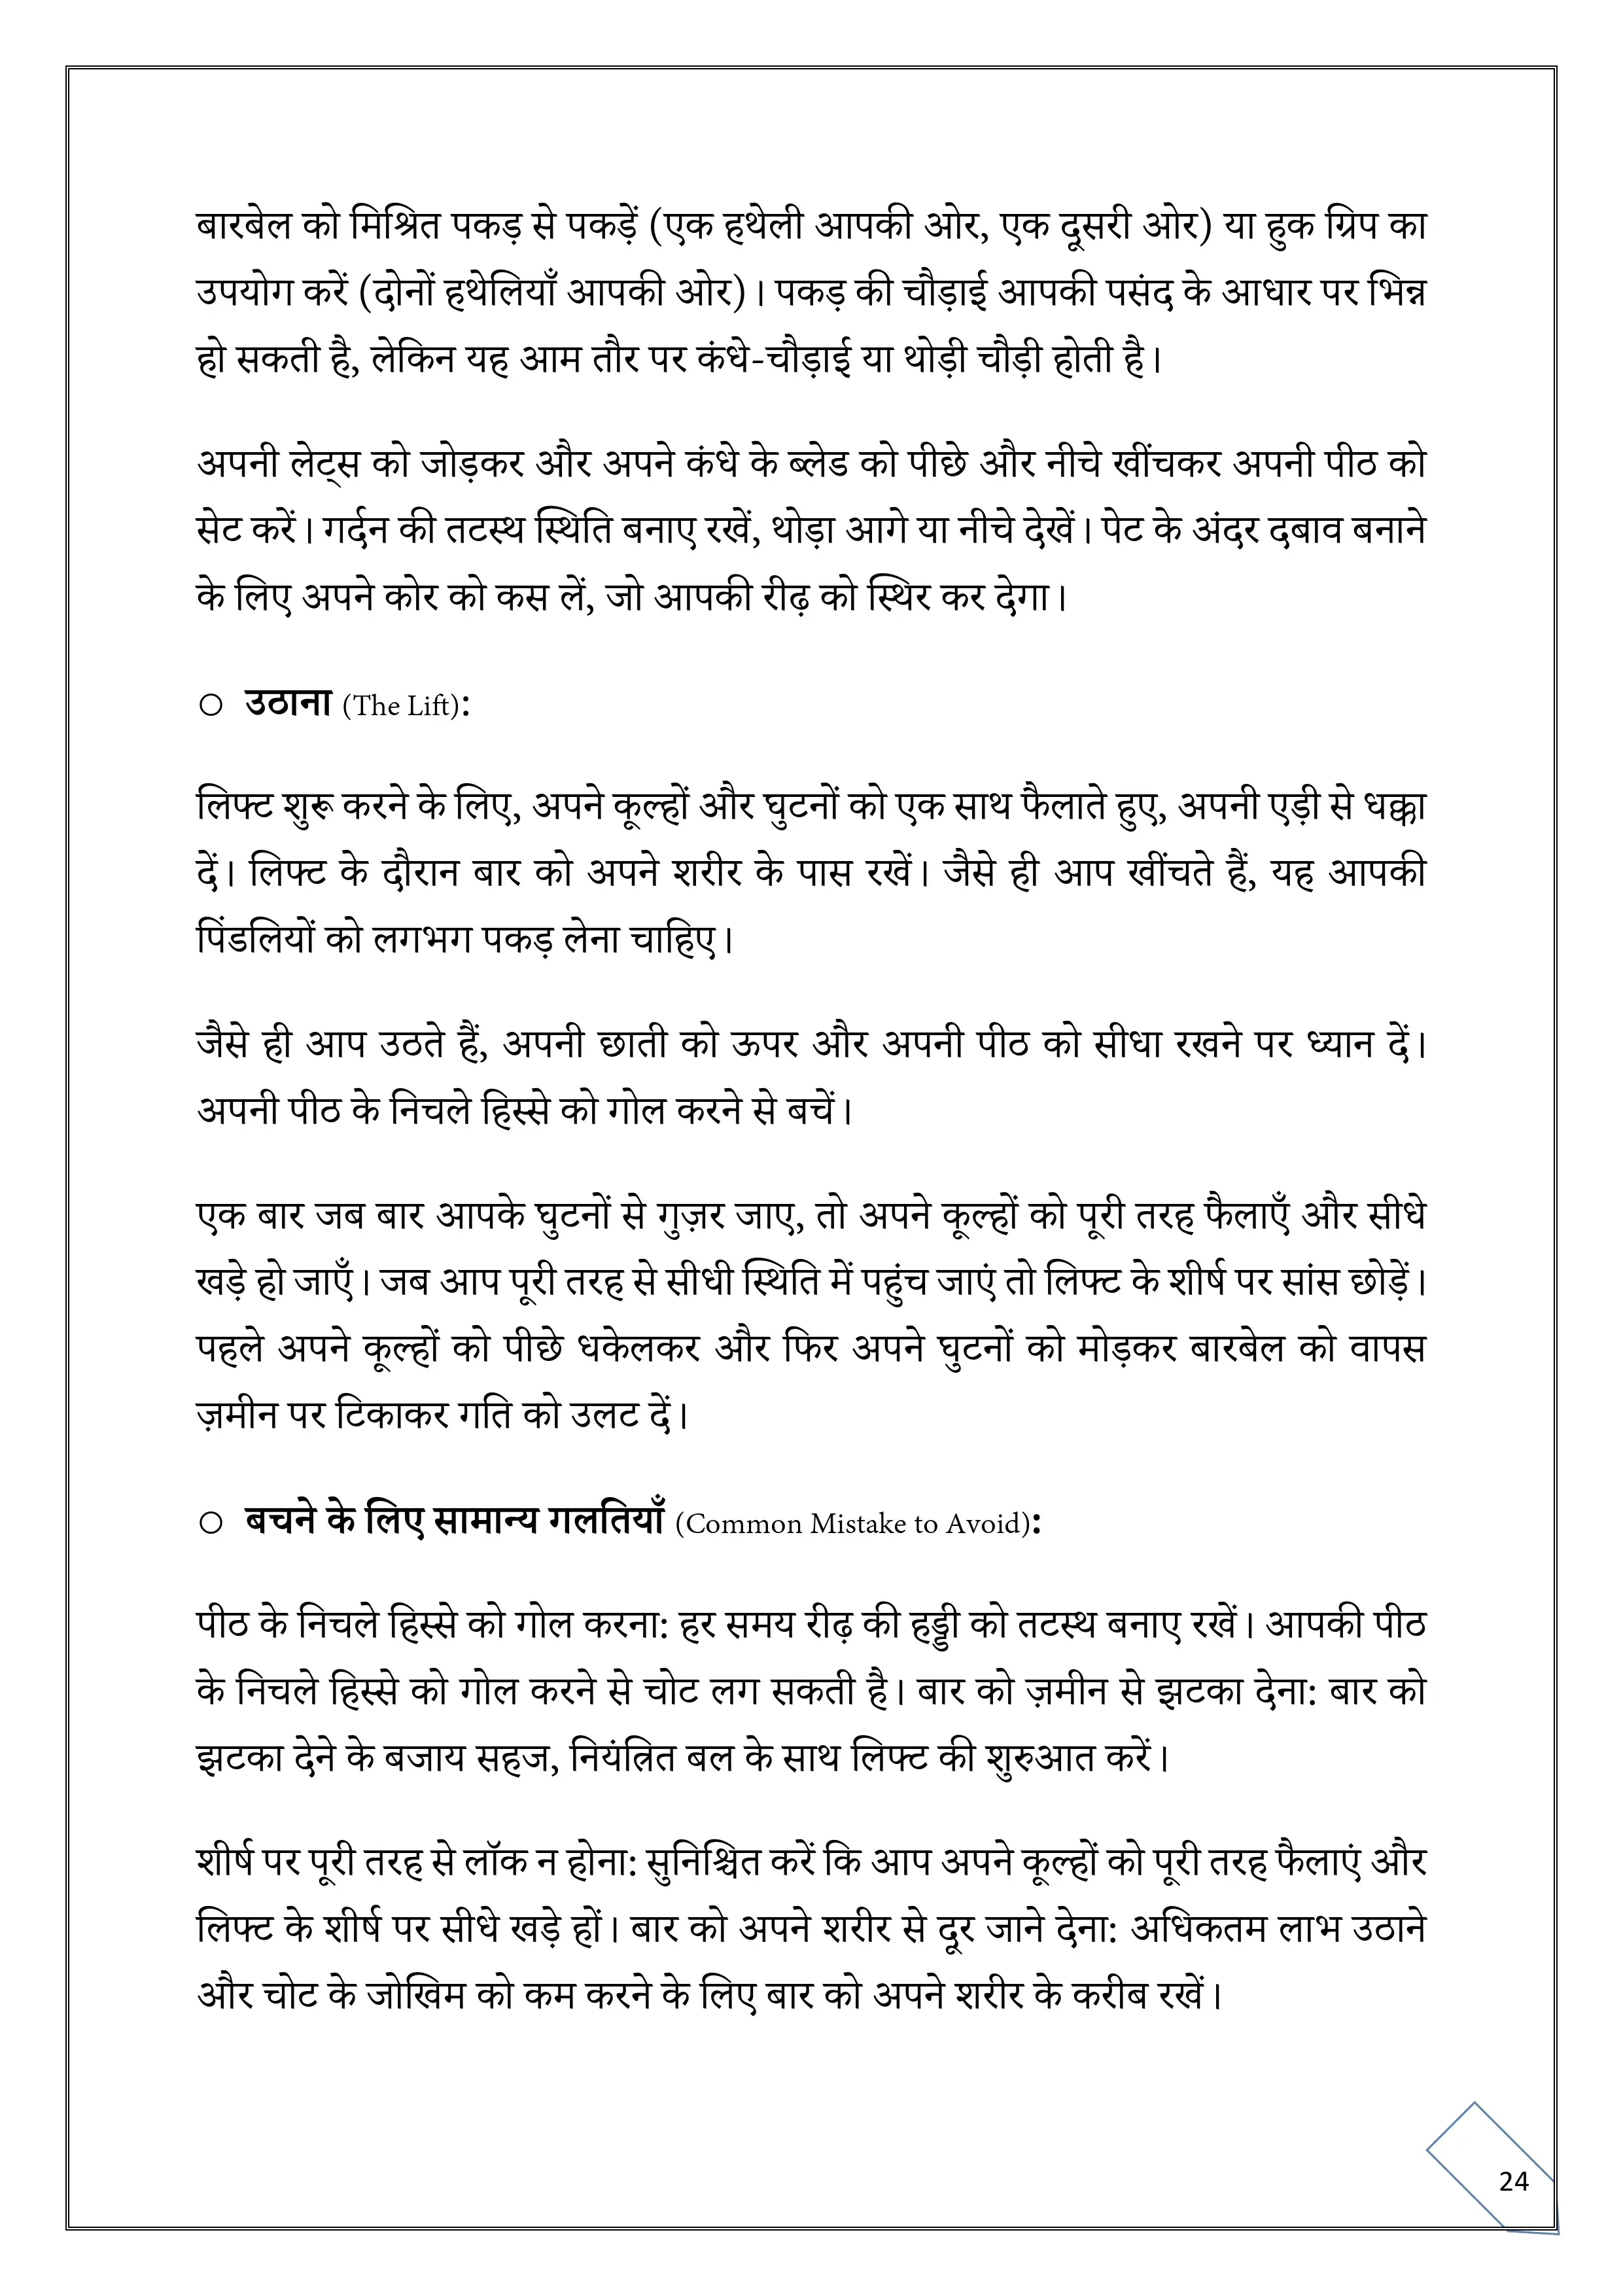 बारबेल को मिश्रित पकड़ से पकड़ें (एक हथेली आपकी ओर, एक दूसरी ओर) या हुक ग्रिप का
उपयोग करें (दोनों हथेलियाँ आपकी ओर)। पकड़ की चौड़ाई आपकी पसंद के आधार पर भिन्न
हो सकती है, लेकिन यह आम तौर पर कंधे-चौड़ाई या थोड़ी चौड़ी होती है।
अपनी लेट्स को जोड़कर और अपने कंधे के ब्लेड को पीछे और नीचे खींचकर अपनी पीठ को
सेट करें। गर्दन की तटस्थ स्थिति बनाए रखें, थोड़ा आगे या नीचे देखें। पेट के अंदर दबाव बनाने
के लिए अपने कोर को कस लें, जो आपकी रीढ़ को स्थिर कर देगा।
○ उठाना (The Lift):
लिफ्ट शुरू करने के लिए, अपने कूल्हों और घुटनों को एक साथ फैलाते हुए, अपनी एड़ी से धक्का
दें। लिफ्ट के दौरान बार को अपने शरीर के पास रखें। जैसे ही आप खींचते हैं, यह आपकी
पिंडलियों को लगभग पकड़ लेना चाहिए।
जैसे ही आप उठते हैं, अपनी छाती को ऊपर और अपनी पीठ को सीधा रखने पर ध्यान दें।
अपनी पीठ के निचले हिस्से को गोल करने से बचें।
एक बार जब बार आपके घुटनों से गुज़र जाए, तो अपने कूल्हों को पूरी तरह फैलाएँ और सीधे
खड़े हो जाएँ। जब आप पूरी तरह से सीधी स्थिति में पहुंच जाएं तो लिफ्ट के शीर्ष पर सांस छोड़ें।
पहले अपने कूल्हों को पीछे धकेलकर और फिर अपने घुटनों को मोड़कर बारबेल को वापस
ज़मीन पर टिकाकर गति को उलट दें।
○ बचने के लिए सामान्य गलतियाँ (Common Mistake to Avoid):
पीठ के निचले हिस्से को गोल करना: हर समय रीढ़ की हड्डी को तटस्थ बनाए रखें। आपकी पीठ
के निचले हिस्से को गोल करने से चोट लग सकती है। बार को ज़मीन से झटका देना: बार को
झटका देने के बजाय सहज, नियंत्रित बल के साथ लिफ्ट की शुरुआत करें।
शीर्ष पर पूरी तरह से लॉक न होना: सुनिश्चित करें कि आप अपने कूल्हों को पूरी तरह फैलाएं और
लिफ्ट के शीर्ष पर सीधे खड़े हों। बार को अपने शरीर से दूर जाने देना: अधिकतम लाभ उठाने
और चोट के जोखिम को कम करने के लिए बार को अपने शरीर के करीब रखें।
24